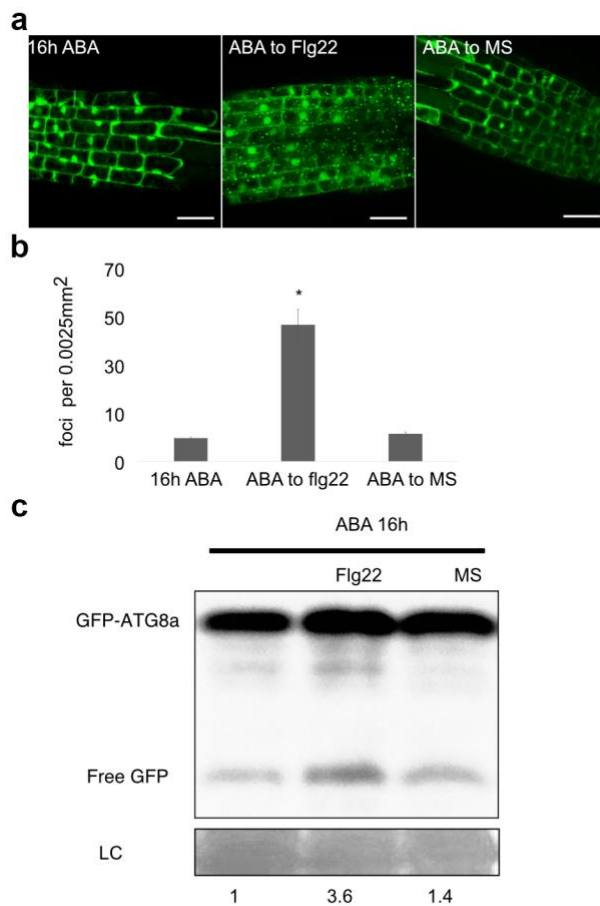 a
16h ABA
ABA to Flg22
ABA to MS
b
foci per 0.0025mm2
70
50
30
10
0
*
16h ABA
ABA to flg22
ABA to MS
c
ABA 16h
Flg22
MS
GFP-ATG8a
Free GFP
LC
1
3.6
1.4